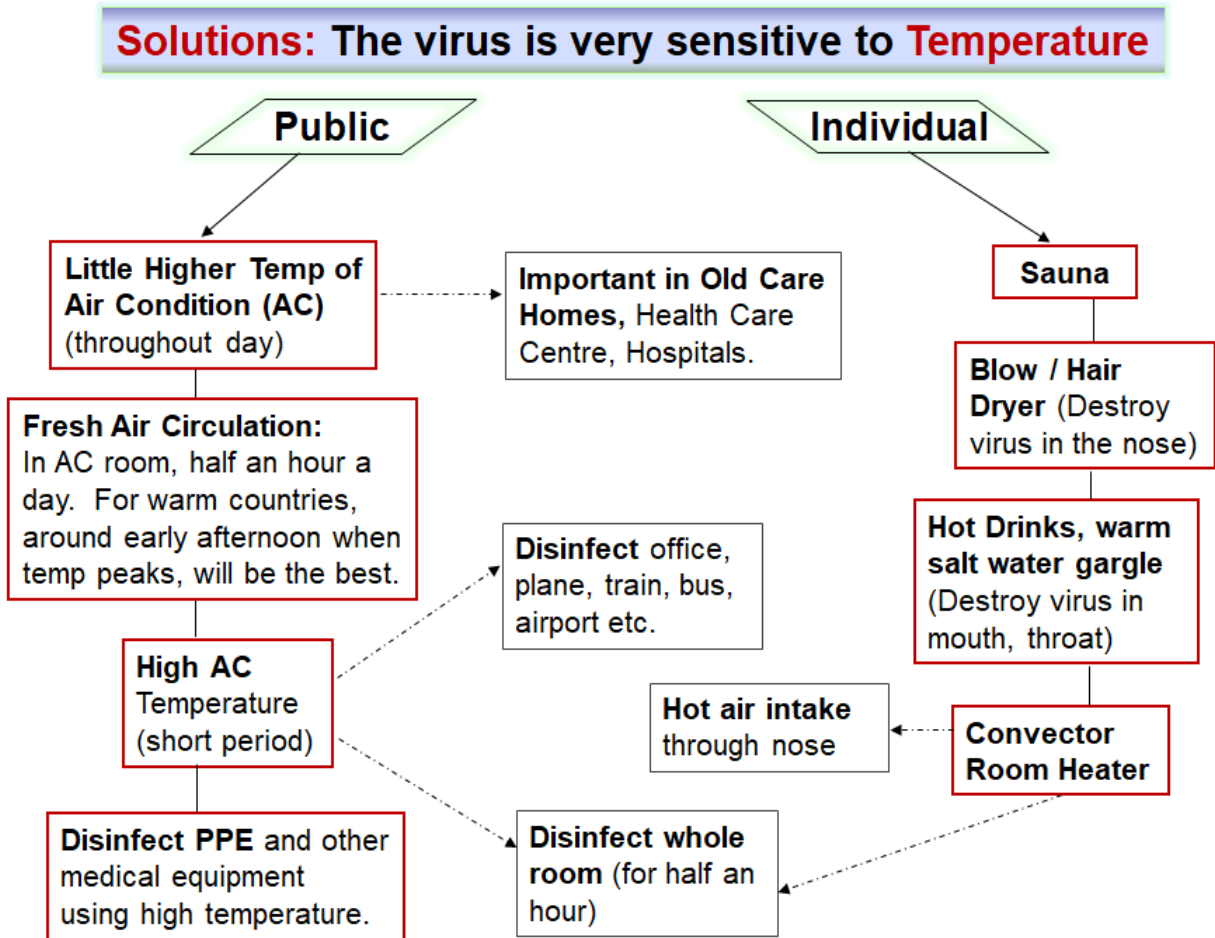 Solutions: The virus is very sensitive to Temperature
Public
Individual
Little Higher Temp of
Air Condition (AC)
(throughout day)
Important in Old Care
Homes, Health Care
Centre, Hospitals.
Sauna
Blow / Hair
Dryer (Destroy
virus in the nose)
Fresh Air Circulation:
In AC room, half an hour a
day. For warm countries,
around early afternoon when
temp peaks, will be the best.
Hot Drinks, warm
salt water gargle
(Destroy virus in
mouth, throat)
Disinfect office,
plane, train, bus,
airport etc.
High AC
Temperature
(short period)
Hot air intake
through nose
Convector
Room Heater
Disinfect PPE and other
medical equipment
using high temperature.
Disinfect whole
room (for half an
hour)